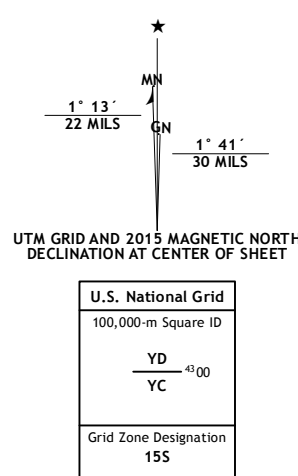 ★
MN
1° 13´
22 MILS
GN
1° 41´
30 MILS
UTM GRID AND 2015 MAGNETIC NORTH
DECLINATION AT CENTER OF SHEET
U.S. National Grid
100,000-m Square ID
YD
4300
YC
Grid Zone Designation
15S